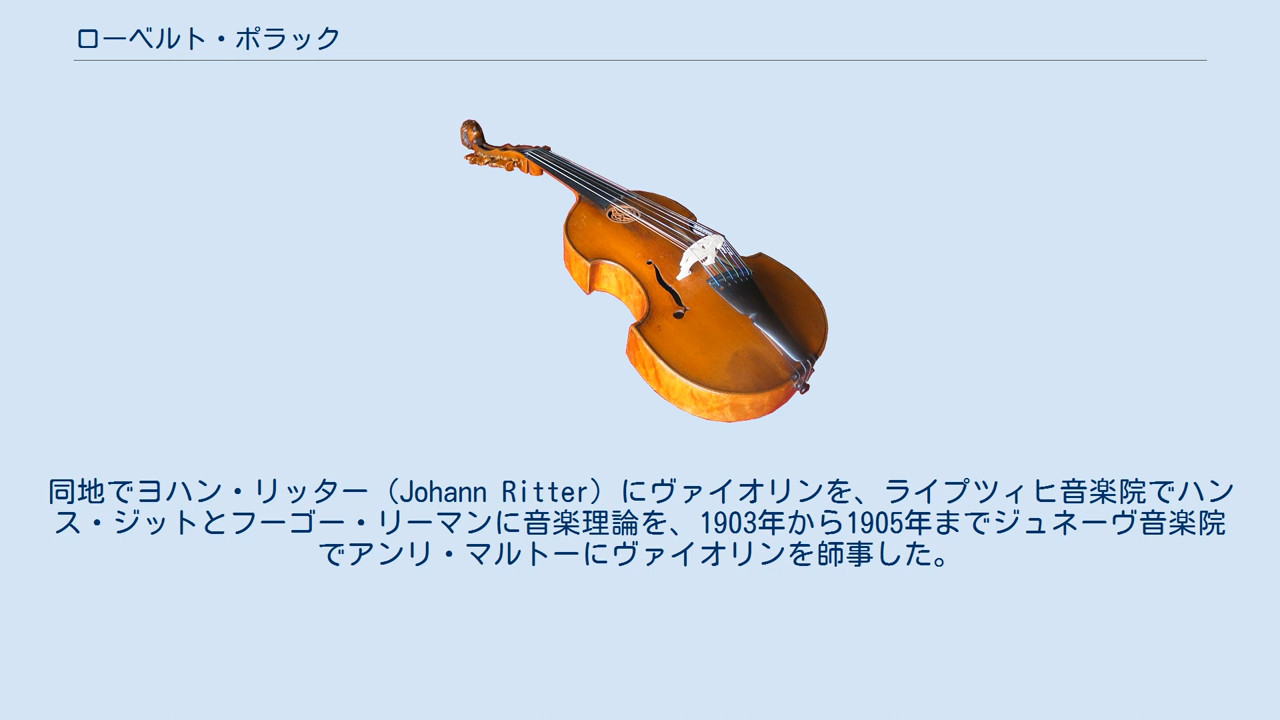 ローベルト・ポラック
同地でヨハン・リッター（Johann Ritter）にヴァイオリンを、ライプツィヒ音楽院でハン
ス・ジットとフーゴー・リーマンに音楽理論を、1903年から1905年までジュネーヴ音楽院
でアンリ・マルトーにヴァイオリンを師事した。